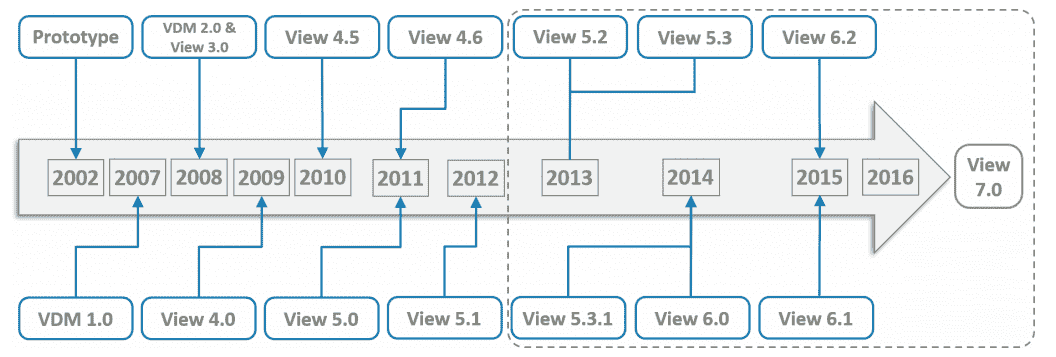 Prototype
VDM 2.0 &
View 3.0
View 4.5
View 4.6
View 5.2
View 5.3
View 6.2
2002
2007
2008
2009
2010
2011
2012
2013
2014
2015
2016
View
7.0
VDM 1.0
View 4.0
View 5.0
View 5.1
View 5.3.1
View 6.0
View 6.1